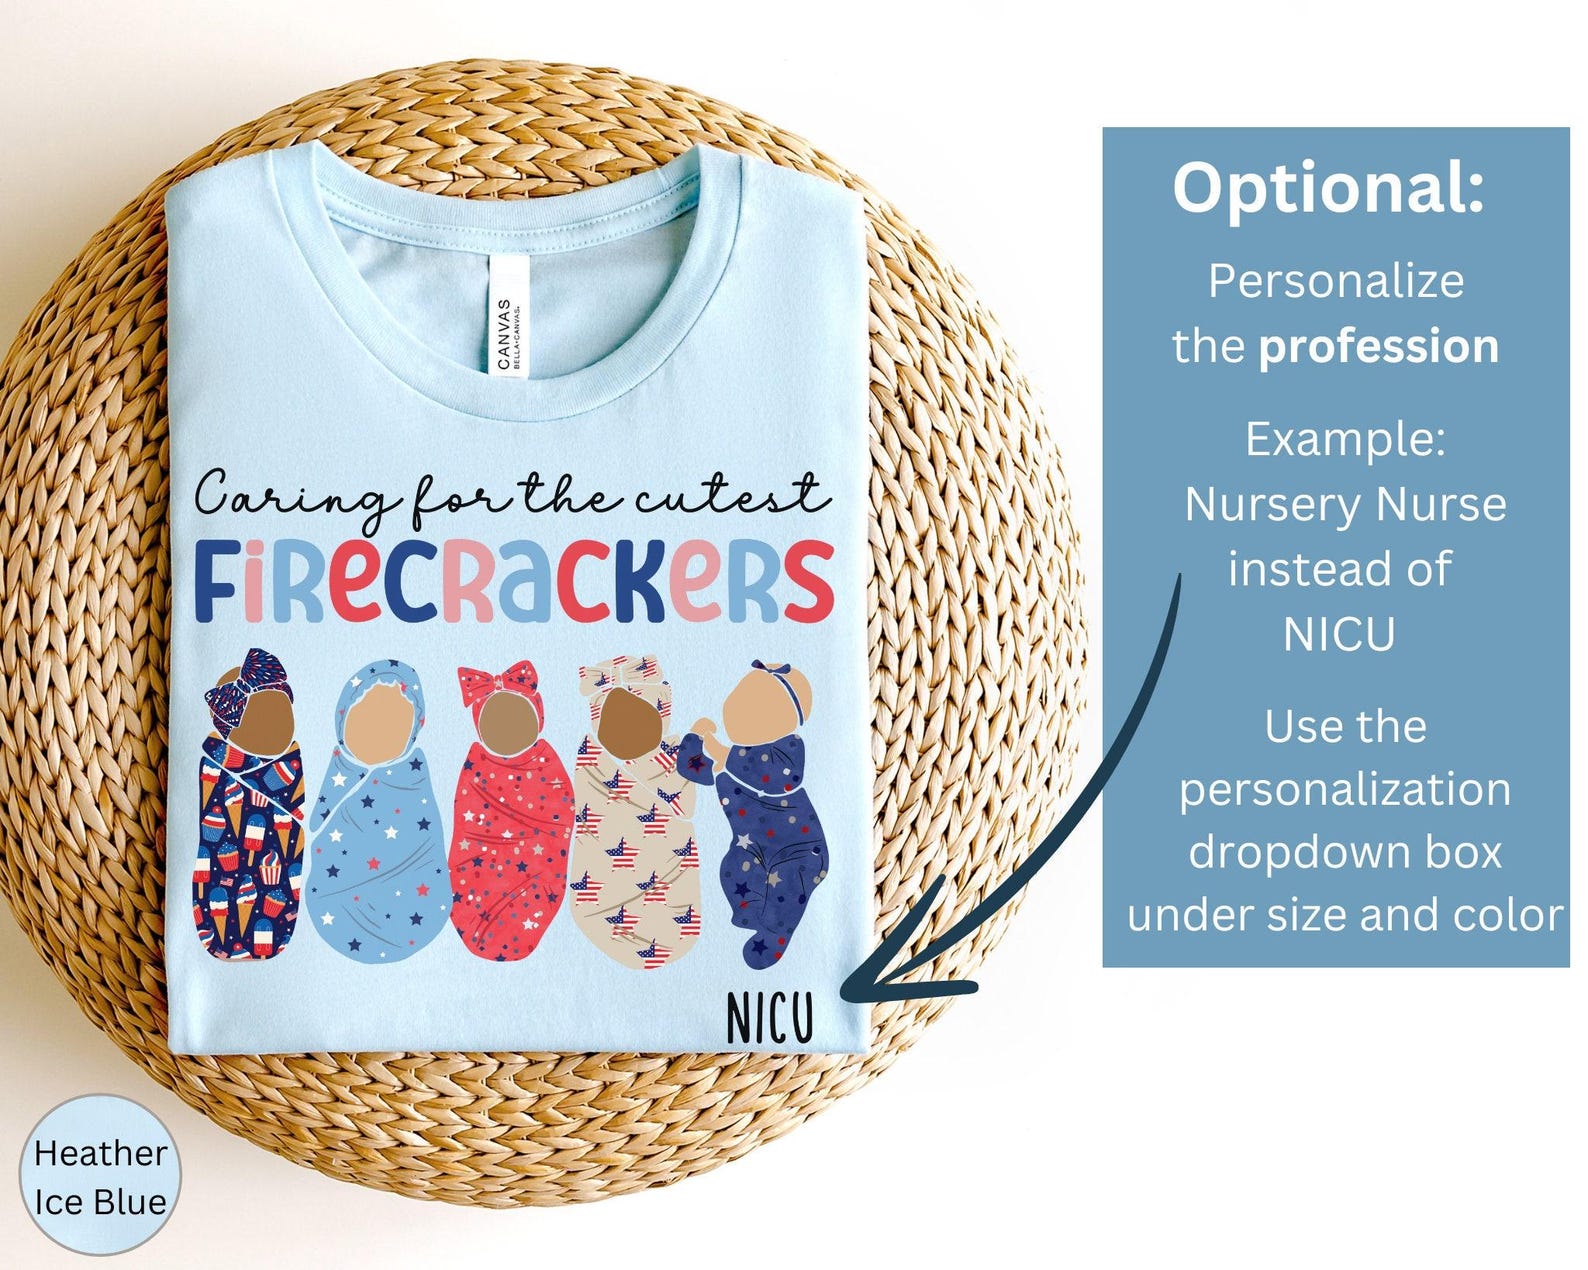 CANVAS
BELLA+CANVAS.
Caring for the cutest
FiReCRaCKeRS
NICU
Optional:
Personalize
the profession
Example:
Nursery Nurse
instead of
NICU
Use the
personalization
dropdown box
under size and color
Heather
Ice Blue